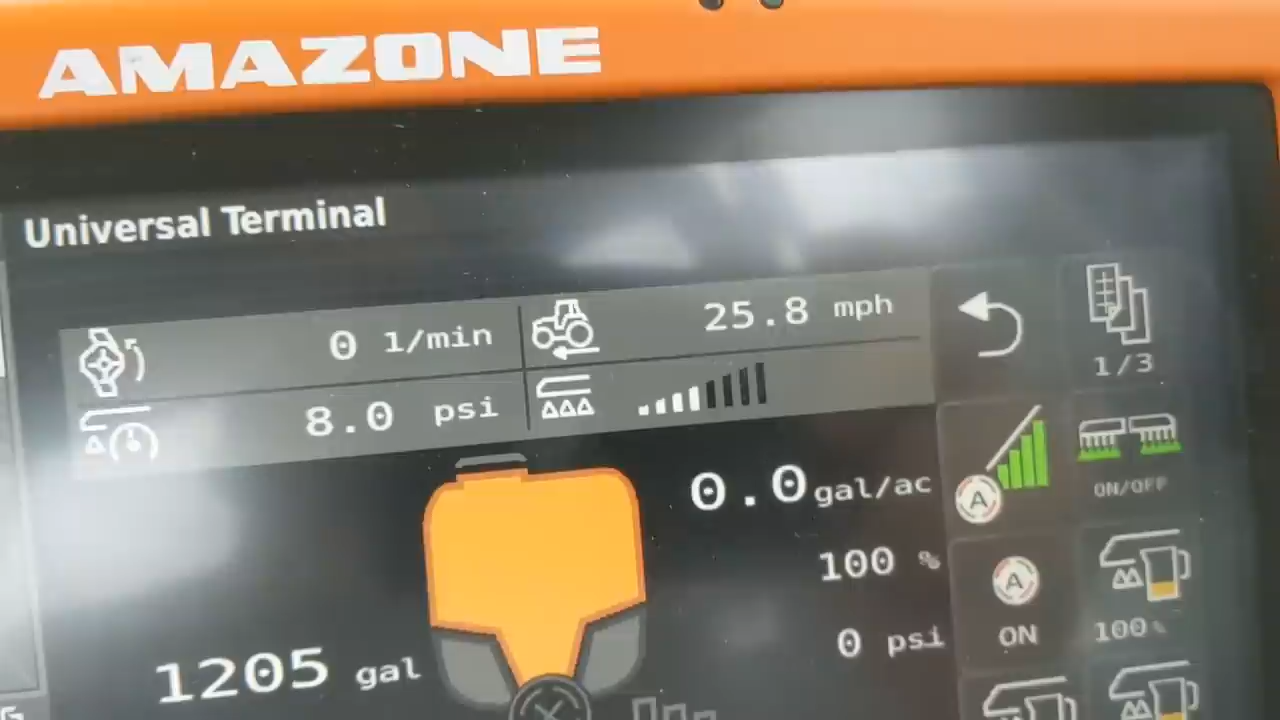 AMAZONE
Universal Terminal
0 1/min
25.8 mph
8.0 psi
1/3
0.0 gal/ac
A
ON/OFF
100 %
A
0 psi
ON
100%
1205 gal